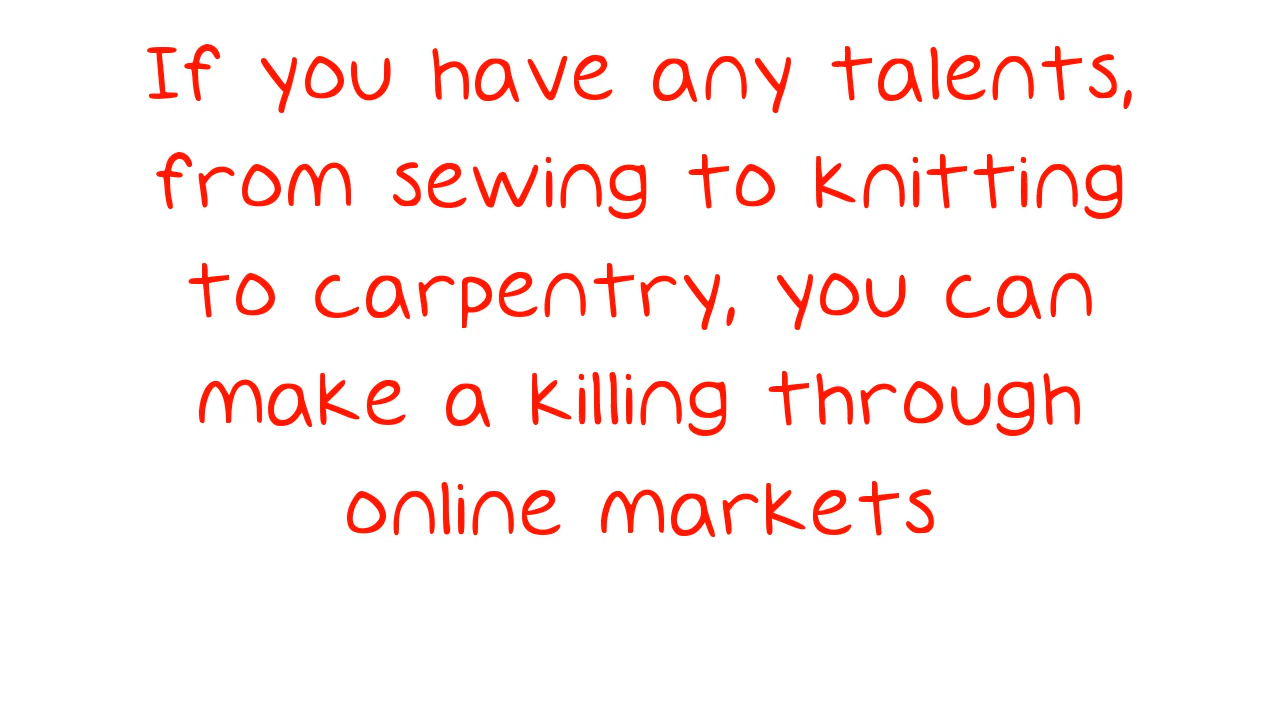 If you have any talents,
from sewing to knitting
to carpentry, you can
make a killing through
online markets